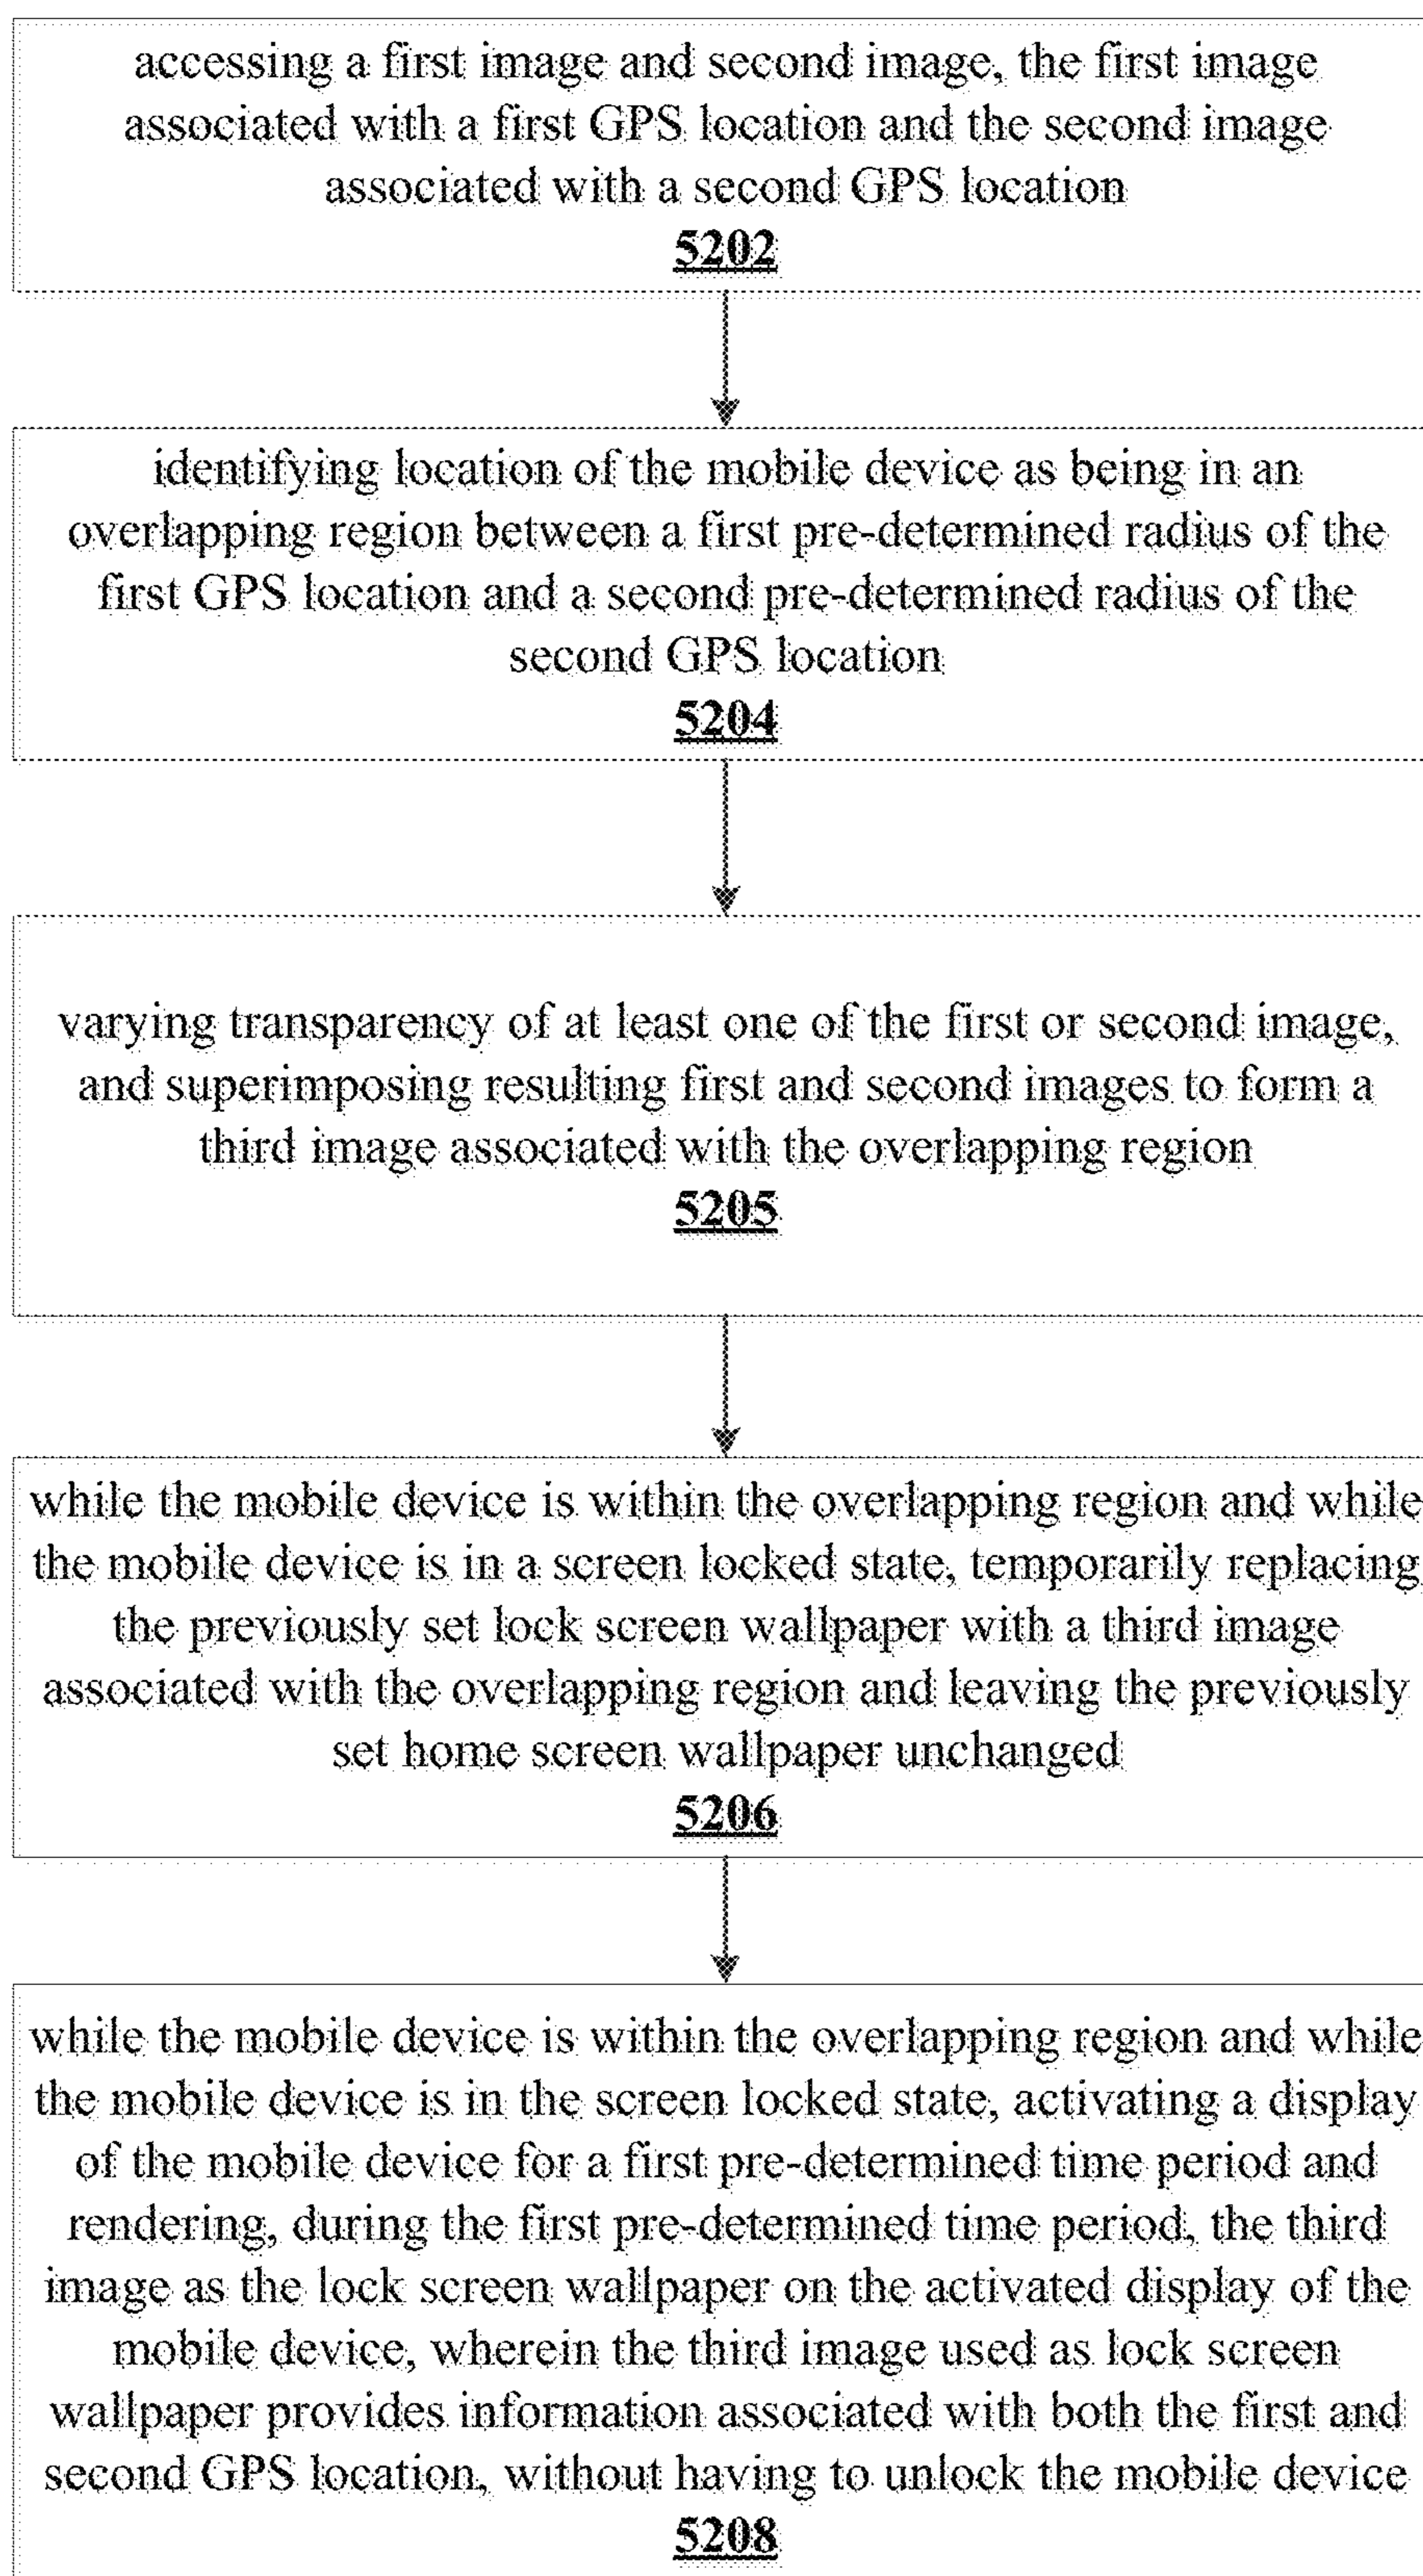 accessing a first image and second image, the first image
associated with a first GPS location and the second image
associated with a second GPS location
5202
identifying location of the mobile device as being in an
overlapping region between a first pre-determined radius of the
first GPS location and a second pre-determined radius of the
second GPS location
5204
varying transparency of at least one of the first or second image,
and superimposing resulting first and second images to form a
third image associated with the overlapping region
5205
while the mobile device is within the overlapping region and while
the mobile device is in a screen locked state, temporarily replacing
the previously set lock screen wallpaper with a third image
associated with the overlapping region and leaving the previously
set home screen wallpaper unchanged
5206
while the mobile device is within the overlapping region and while
the mobile device is in the screen locked state, activating a display
of the mobile device for a first pre-determined time period and
rendering, during the first pre-determined time period, the third
image as the lock screen wallpaper on the activated display of the
mobile device, wherein the third image used as lock screen
wallpaper provides information associated with both the first and
second GPS location, without having to unlock the mobile device
5208